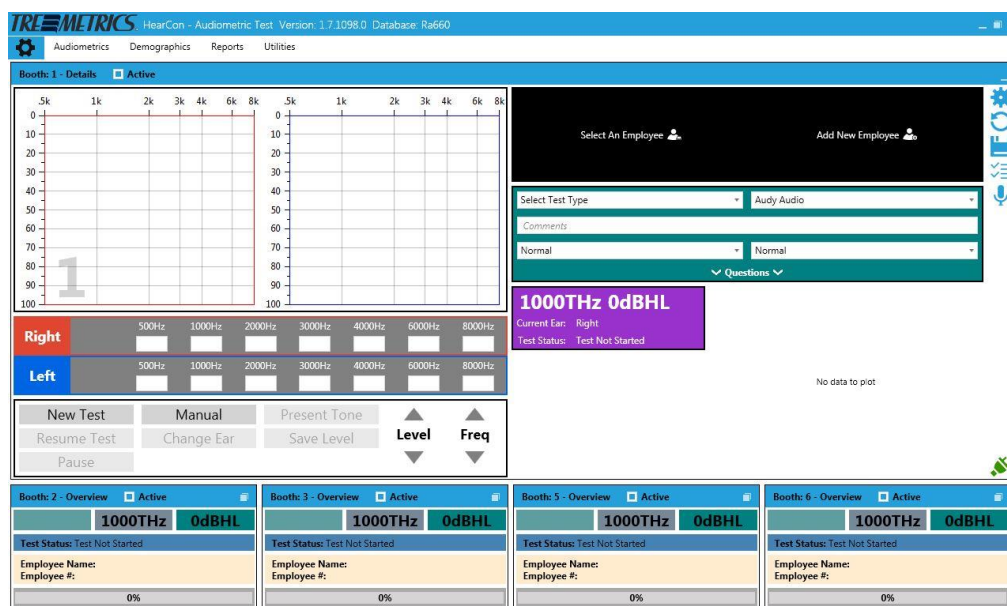 TREMETRICS HearCon - Audiometric Test Version: 1.7.1098.0 Database: Ra660
Audiometrics Demographics Reports Utilities
Booth: 1 - Details Active
.5k 1k 2k 3k 4k 6k 8k .5k 1k 2k 3k 4k 6k 8k
0 0
10 10
20 20
30 30
40 40
50 50
60 60
70 70
80 80
90 90
100 100
1
Select An Employee Add New Employee
Select Test Type Audy Audio
Comments
Normal Normal
Questions
1000THz 0dBHL
Current Ear: Right
Test Status: Test Not Started
No data to plot
Right 500Hz 1000Hz 2000Hz 3000Hz 4000Hz 6000Hz 8000Hz
Left 500Hz 1000Hz 2000Hz 3000Hz 4000Hz 6000Hz 8000Hz
New Test Manual Present Tone
Resume Test Change Ear Save Level Level Freq
Pause
Booth: 2 - Overview Active Booth: 3 - Overview Active Booth: 5 - Overview Active Booth: 6 - Overview Active
1000THz 0dBHL 1000THz 0dBHL 1000THz 0dBHL 1000THz 0dBHL
Test Status: Test Not Started Test Status: Test Not Started Test Status: Test Not Started Test Status: Test Not Started
Employee Name: Employee Name: Employee Name: Employee Name:
Employee #: Employee #: Employee #: Employee #:
0% 0% 0% 0%